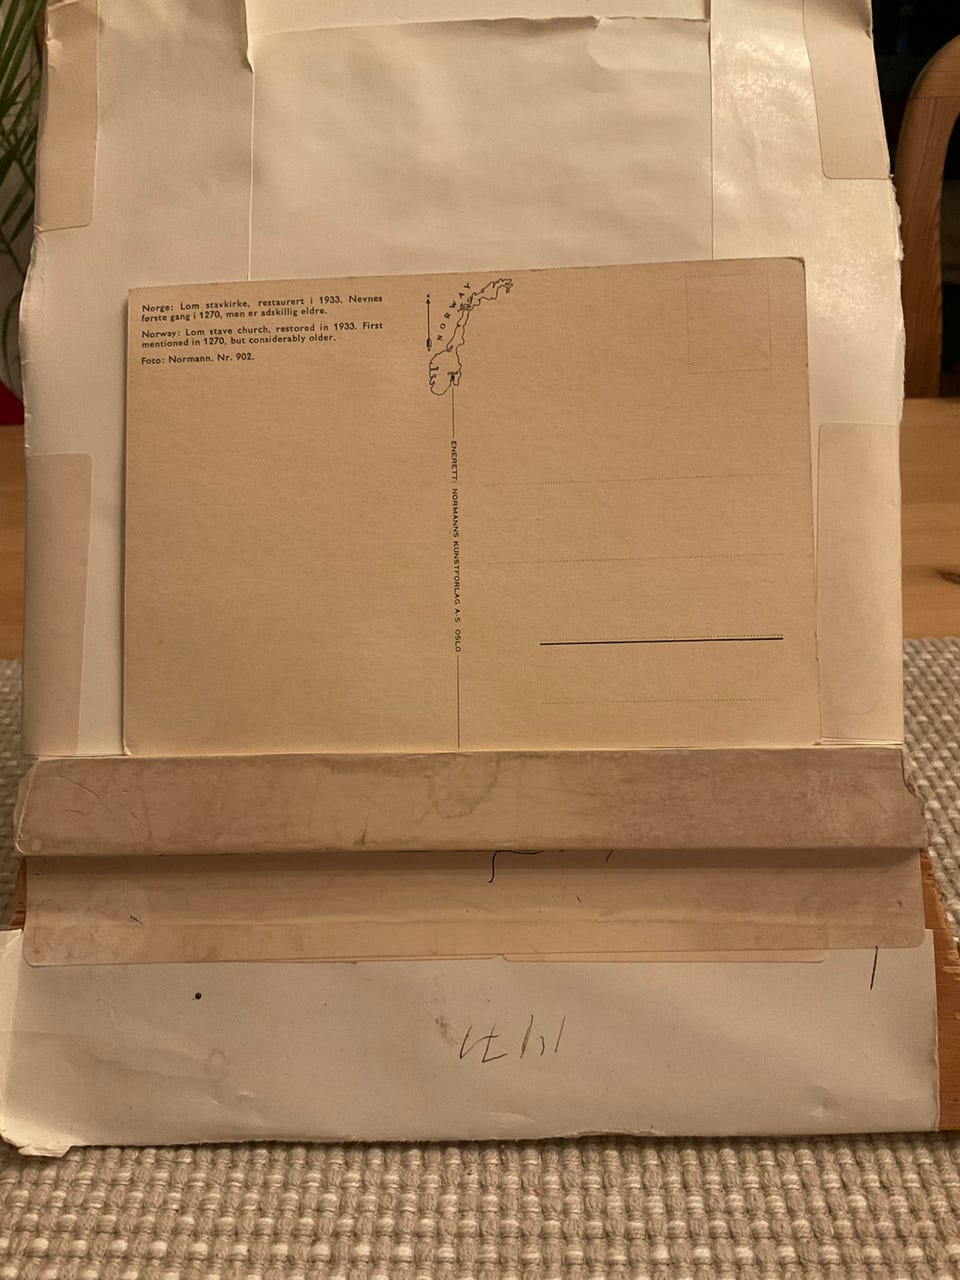 Norge: Lom stavkirke, restaurert i 1933. Nevnes
første gang i 1270, men er adskillig eldre.
Norway: Lom stave church, restored in 1933. First
mentioned in 1270, but considerably older.
Foto: Normann. Nr. 902.
NORWAY
ENERETT: NORMANNS KUNSTFORLAG A·S OSLO